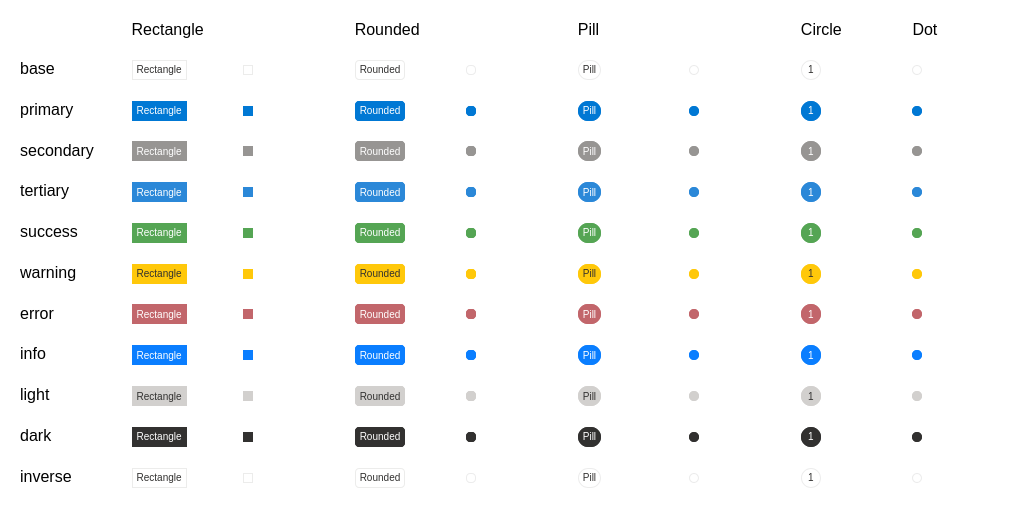 Rectangle Rounded Pill Circle Dot
base Rectangle Rounded Pill 1
primary Rectangle Rounded Pill 1
secondary Rectangle Rounded Pill 1
tertiary Rectangle Rounded Pill 1
success Rectangle Rounded Pill 1
warning Rectangle Rounded Pill 1
error Rectangle Rounded Pill 1
info Rectangle Rounded Pill 1
light Rectangle Rounded Pill 1
dark Rectangle Rounded Pill 1
inverse Rectangle Rounded Pill 1